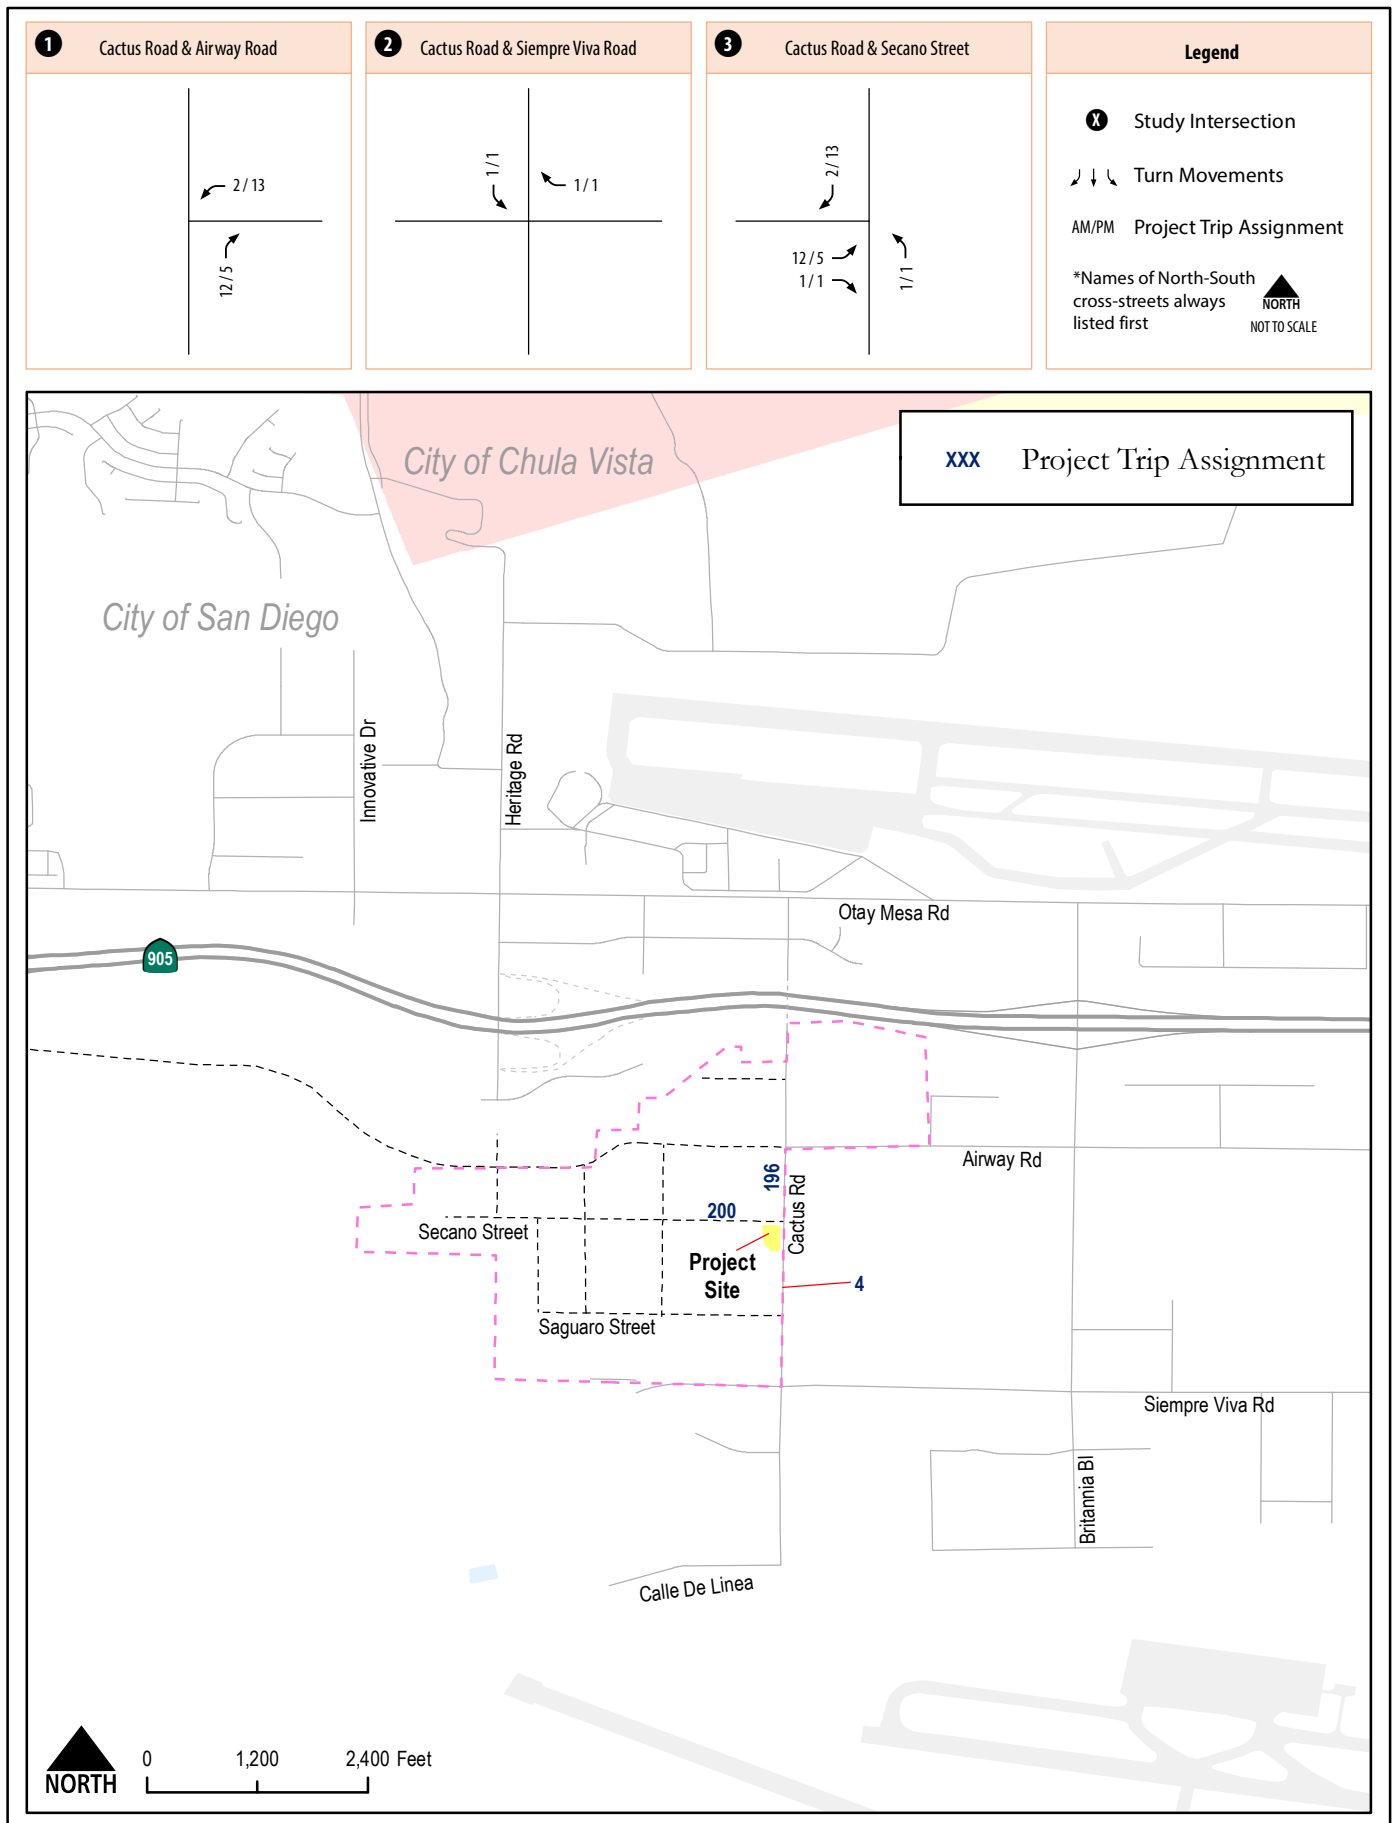 1 Cactus Road & Airway Road
2/13
12/5
2 Cactus Road & Siempre Viva Road
1/1
1/1
3 Cactus Road & Secano Street
2/13
12/5
1/1
1/1
Legend
X Study Intersection
Turn Movements
AM/PM Project Trip Assignment
*Names of North-South
cross-streets always
listed first
NORTH
NOT TO SCALE
XXX Project Trip Assignment
City of Chula Vista
City of San Diego
Innovative Dr
Heritage Rd
Otay Mesa Rd
905
Airway Rd
196
Cactus Rd
200
Secano Street
Project
Site
4
Saguaro Street
Siempre Viva Rd
Britannia Bl
Calle De Linea
NORTH
0 1,200 2,400 Feet